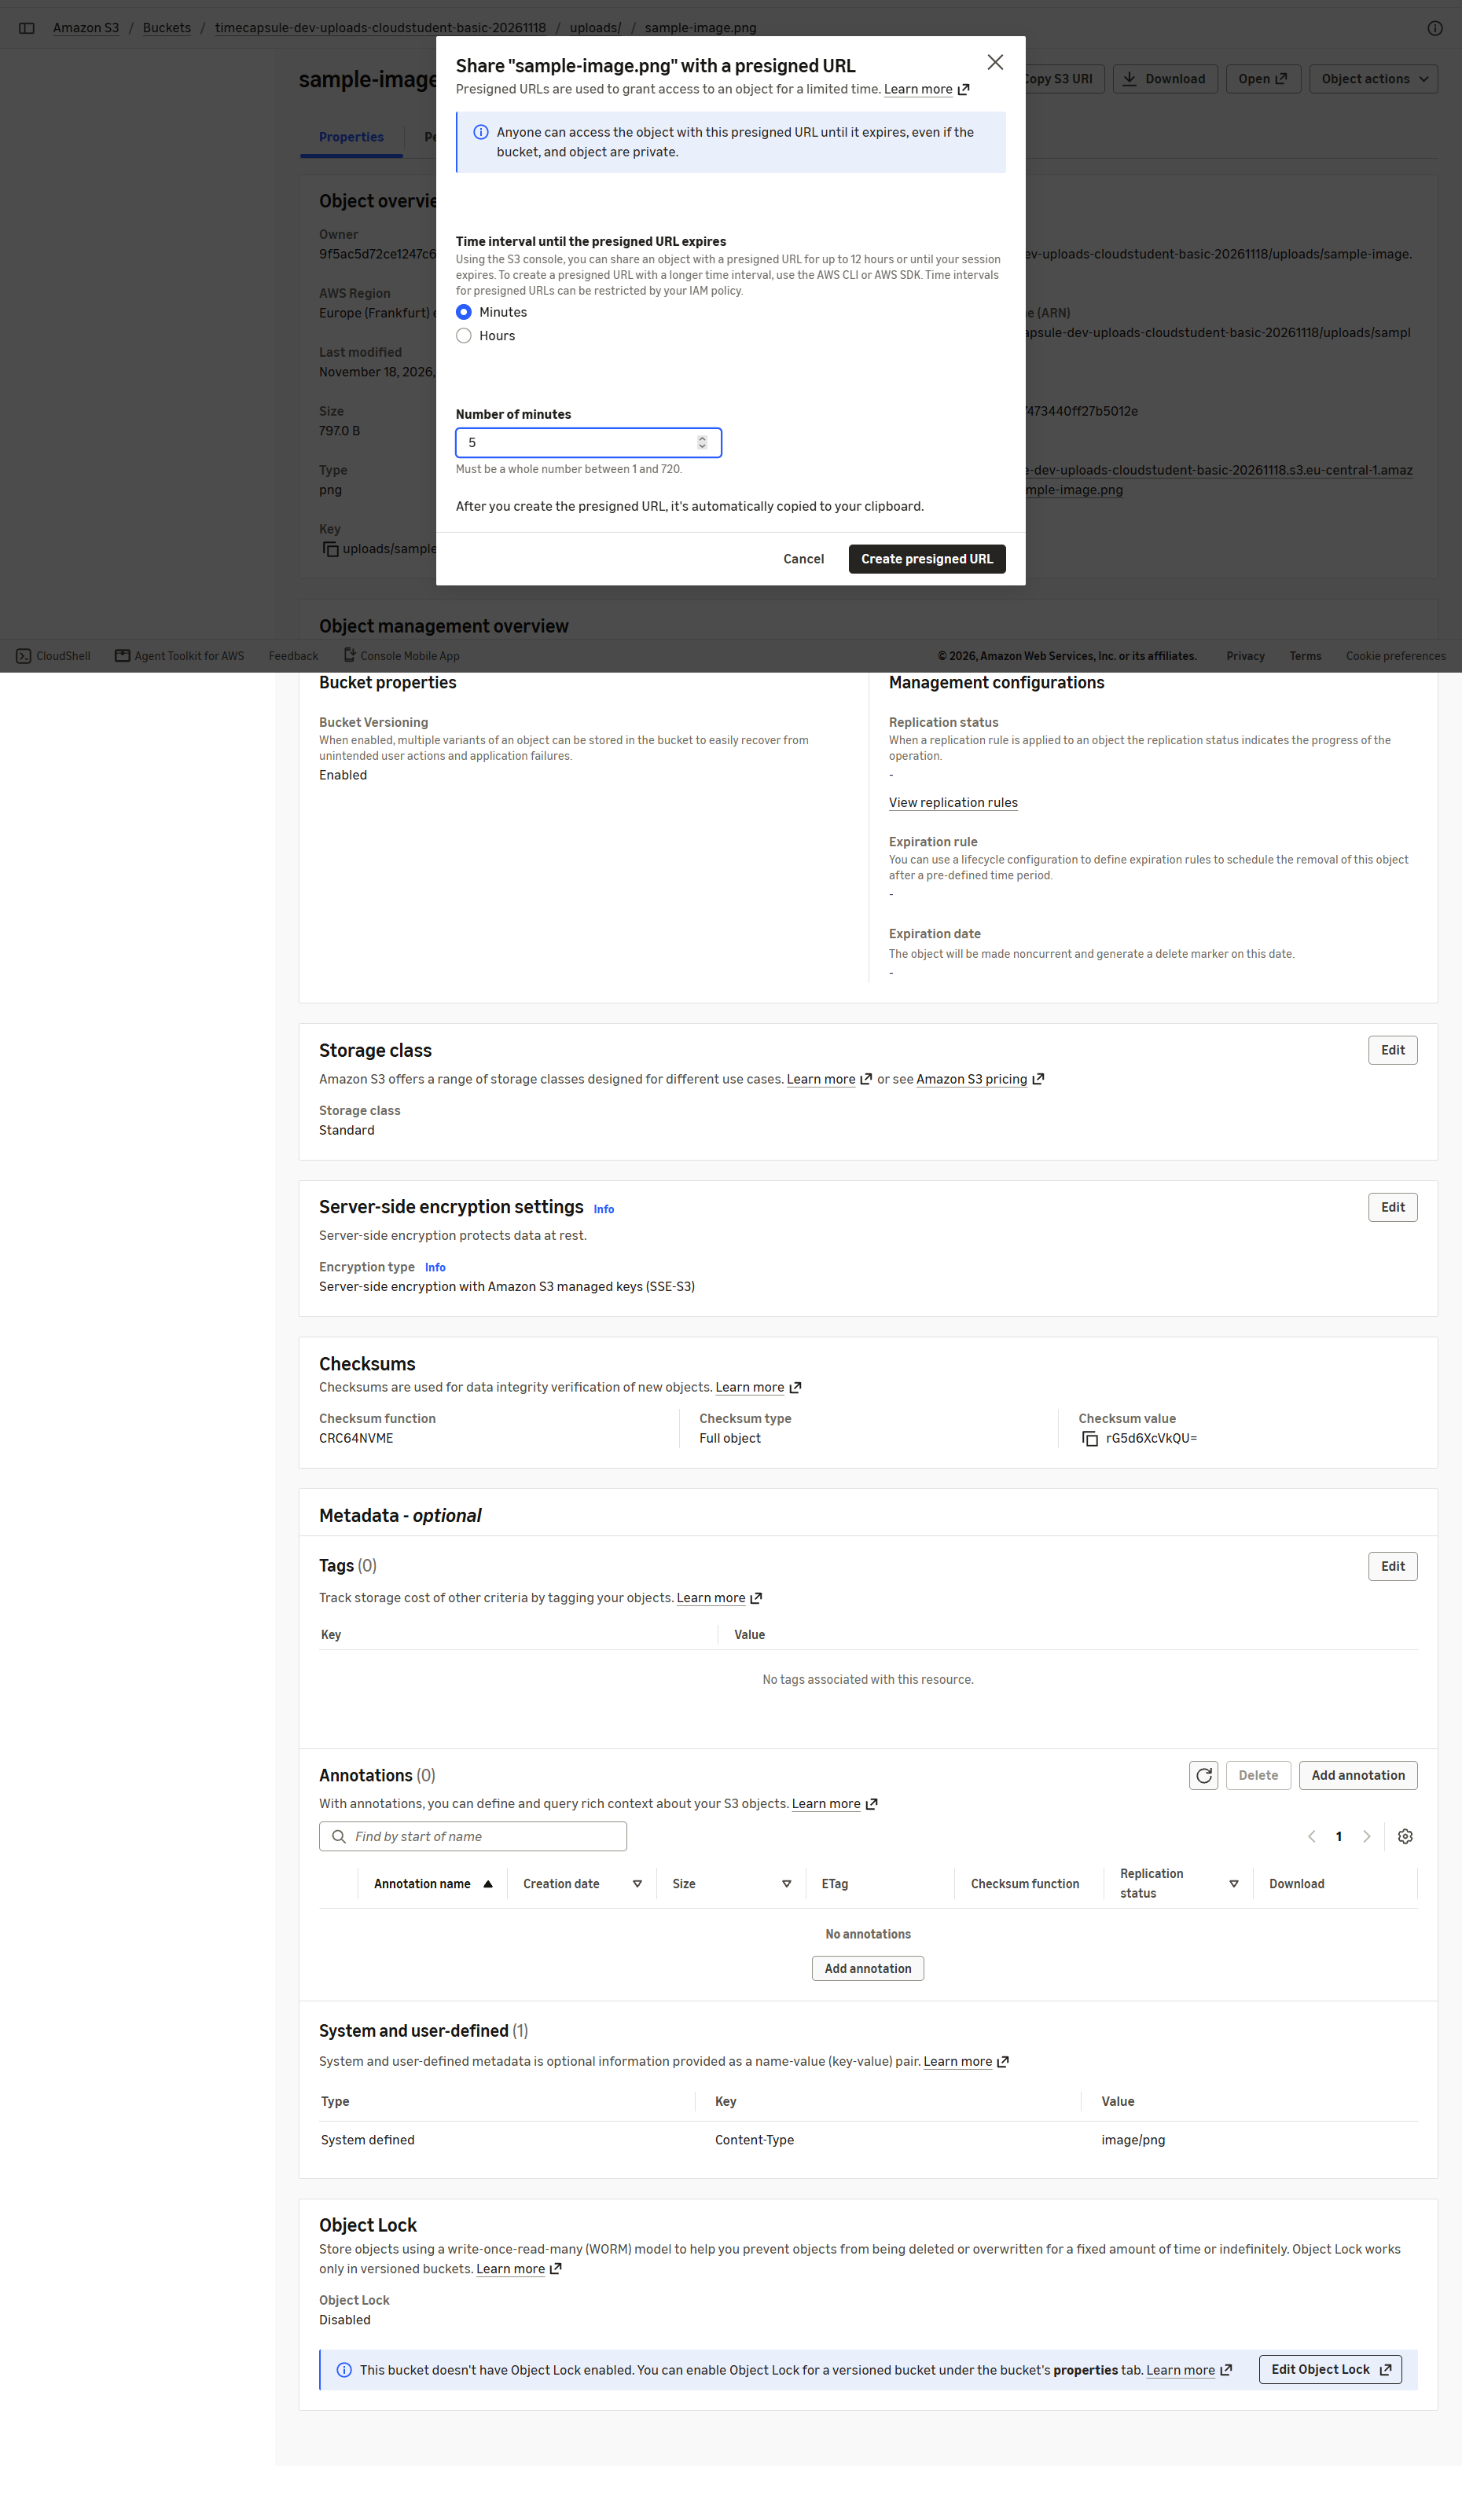 Amazon S3 / Buckets / timecapsule-dev-uploads-cloudstudent-basic-20261118 / uploads/ / sample-image.png
Share "sample-image.png" with a presigned URL
Presigned URLs are used to grant access to an object for a limited time. Learn more
Anyone can access the object with this presigned URL until it expires, even if the
bucket, and object are private.
Time interval until the presigned URL expires
Using the S3 console, you can share an object with a presigned URL for up to 12 hours or until your session
expires. To create a presigned URL with a longer time interval, use the AWS CLI or AWS SDK. Time intervals
for presigned URLs can be restricted by your IAM policy.
Minutes
Hours
Number of minutes
5
Must be a whole number between 1 and 720.
After you create the presigned URL, it's automatically copied to your clipboard.
Cancel
Create presigned URL
sample-image
Copy S3 URI
Download
Open
Object actions
Properties
Pe
Object overvie
Owner
9f5ac5d72ce1247c6
AWS Region
Europe (Frankfurt) e
Last modified
November 18, 2026,
Size
797.0 B
Type
png
Key
uploads/sample
ev-uploads-cloudstudent-basic-20261118/uploads/sample-image.
e (ARN)
apsule-dev-uploads-cloudstudent-basic-20261118/uploads/sampl
7473440ff27b5012e
e-dev-uploads-cloudstudent-basic-20261118.s3.eu-central-1.amaz
mple-image.png
Object management overview
CloudShell
Agent Toolkit for AWS
Feedback
Console Mobile App
© 2026, Amazon Web Services, Inc. or its affiliates.
Privacy
Terms
Cookie preferences
Bucket properties
Bucket Versioning
When enabled, multiple variants of an object can be stored in the bucket to easily recover from
unintended user actions and application failures.
Enabled
Management configurations
Replication status
When a replication rule is applied to an object the replication status indicates the progress of the
operation.
-
View replication rules
Expiration rule
You can use a lifecycle configuration to define expiration rules to schedule the removal of this object
after a pre-defined time period.
-
Expiration date
The object will be made noncurrent and generate a delete marker on this date.
-
Storage class
Edit
Amazon S3 offers a range of storage classes designed for different use cases. Learn more or see Amazon S3 pricing
Storage class
Standard
Server-side encryption settings Info
Edit
Server-side encryption protects data at rest.
Encryption type Info
Server-side encryption with Amazon S3 managed keys (SSE-S3)
Checksums
Checksums are used for data integrity verification of new objects. Learn more
Checksum function
CRC64NVME
Checksum type
Full object
Checksum value
rG5d6XcVkQU=
Metadata - optional
Tags (0)
Edit
Track storage cost of other criteria by tagging your objects. Learn more
Key
Value
No tags associated with this resource.
Annotations (0)
Delete
Add annotation
With annotations, you can define and query rich context about your S3 objects. Learn more
Find by start of name
1
Annotation name
Creation date
Size
ETag
Checksum function
Replication
status
Download
No annotations
Add annotation
System and user-defined (1)
System and user-defined metadata is optional information provided as a name-value (key-value) pair. Learn more
Type
Key
Value
System defined
Content-Type
image/png
Object Lock
Store objects using a write-once-read-many (WORM) model to help you prevent objects from being deleted or overwritten for a fixed amount of time or indefinitely. Object Lock works
only in versioned buckets. Learn more
Object Lock
Disabled
This bucket doesn't have Object Lock enabled. You can enable Object Lock for a versioned bucket under the bucket's properties tab. Learn more
Edit Object Lock